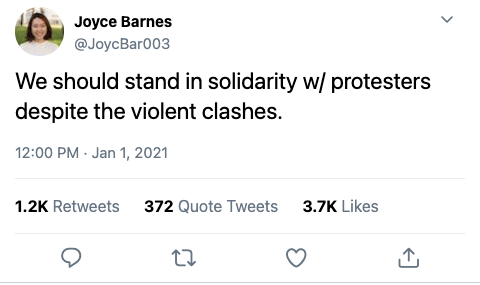 Joyce Barnes
@JoycBar003
We should stand in solidarity w/ protesters
despite the violent clashes.
12:00 PM · Jan 1, 2021
1.2K Retweets 372 Quote Tweets 3.7K Likes